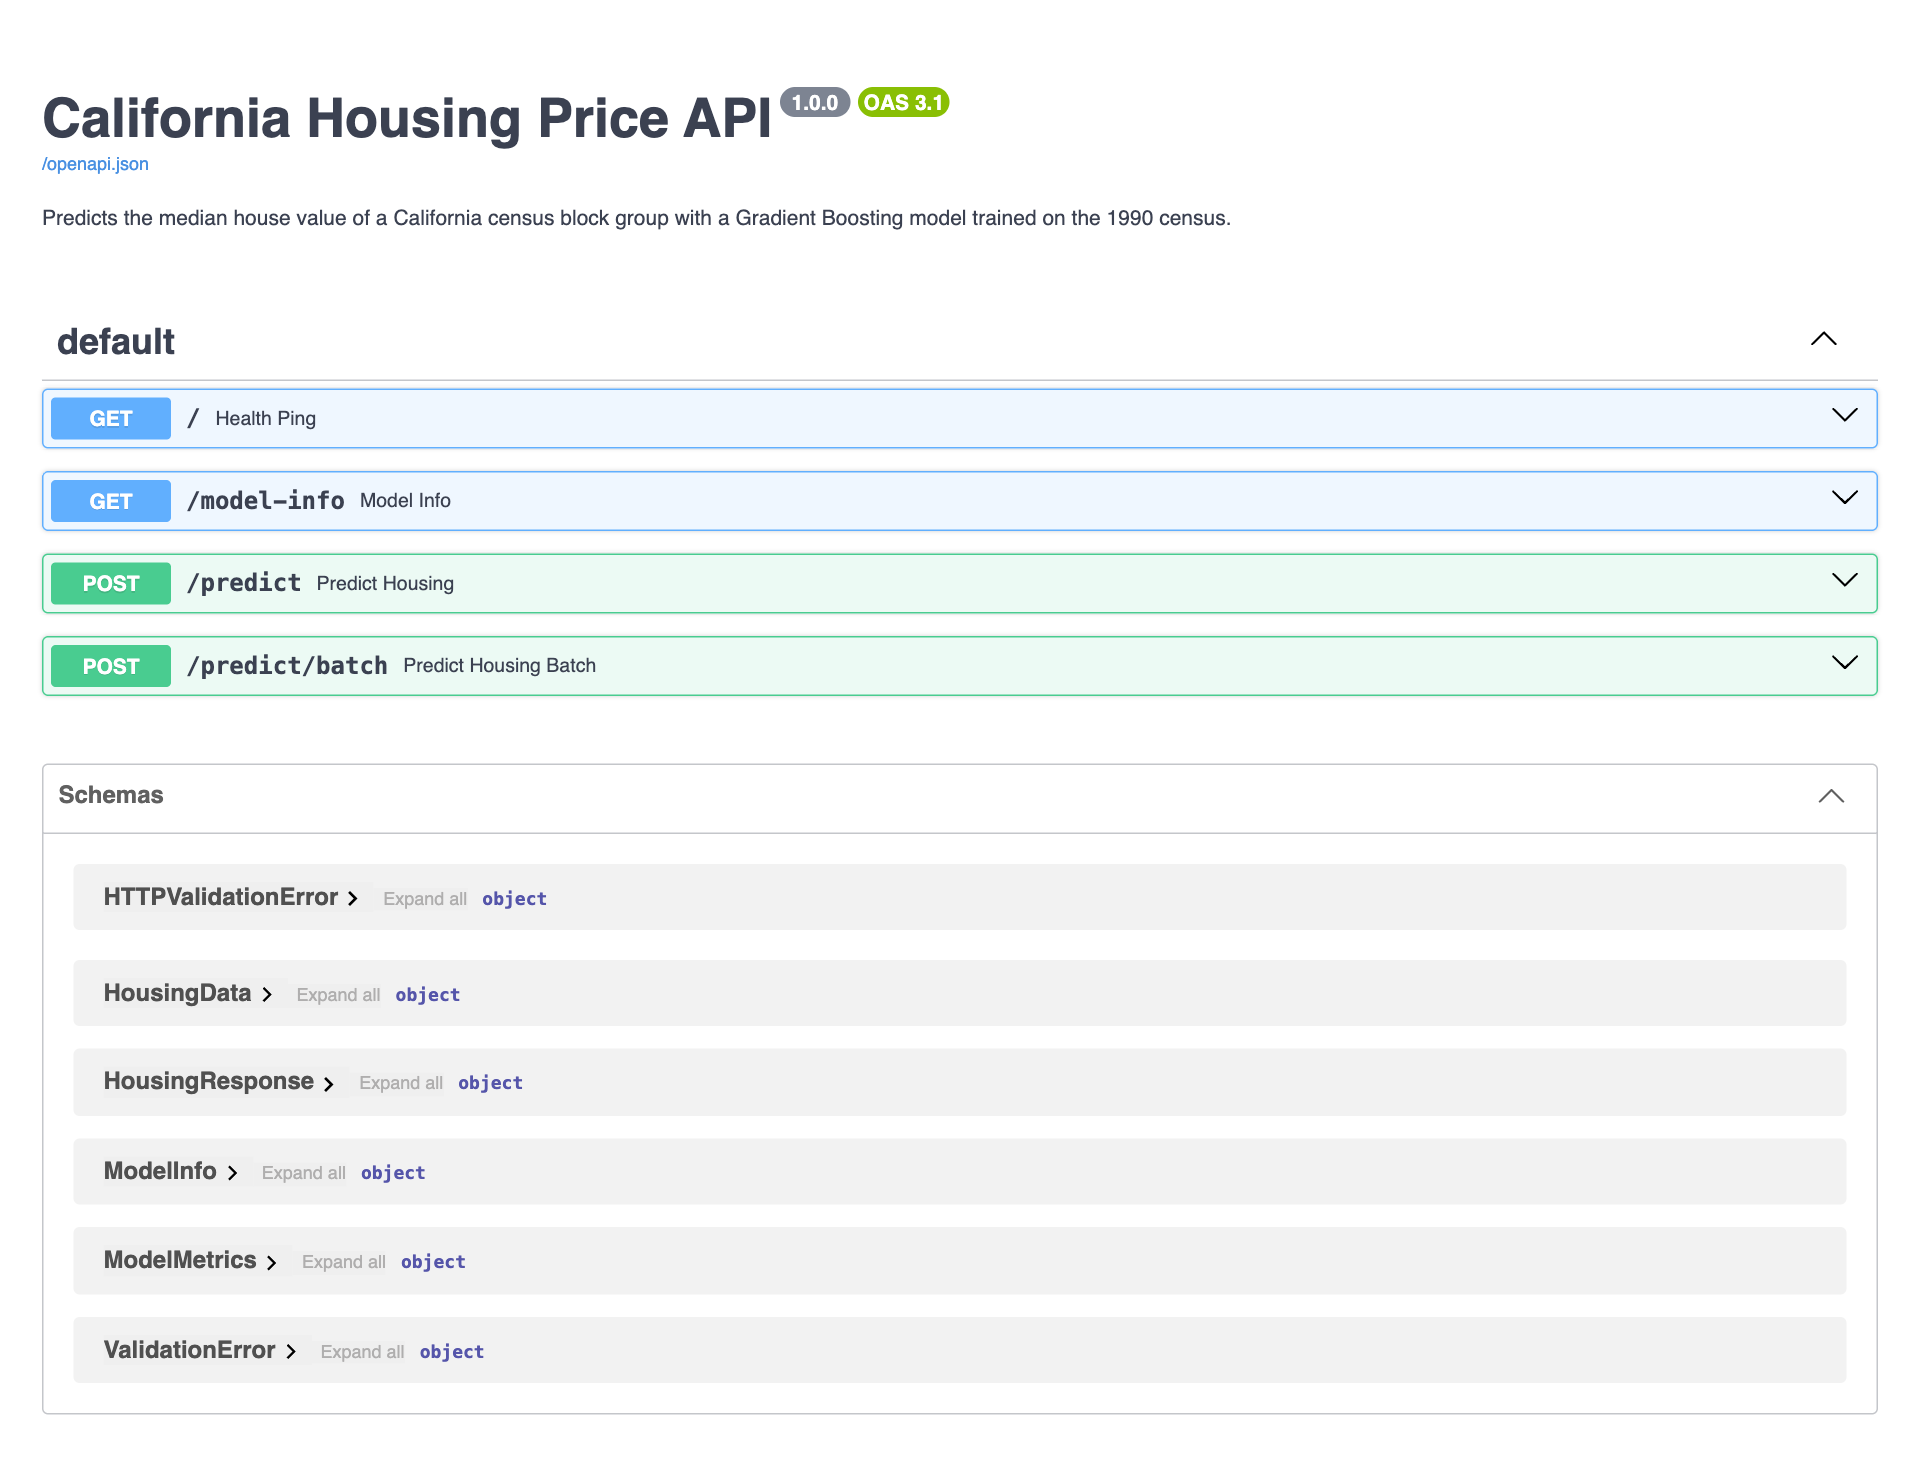 California Housing Price API 1.0.0 OAS 3.1
/openapi.json
Predicts the median house value of a California census block group with a Gradient Boosting model trained on the 1990 census.
default
GET / Health Ping
GET /model-info Model Info
POST /predict Predict Housing
POST /predict/batch Predict Housing Batch
Schemas
HTTPValidationError Expand all object
HousingData Expand all object
HousingResponse Expand all object
ModelInfo Expand all object
ModelMetrics Expand all object
ValidationError Expand all object